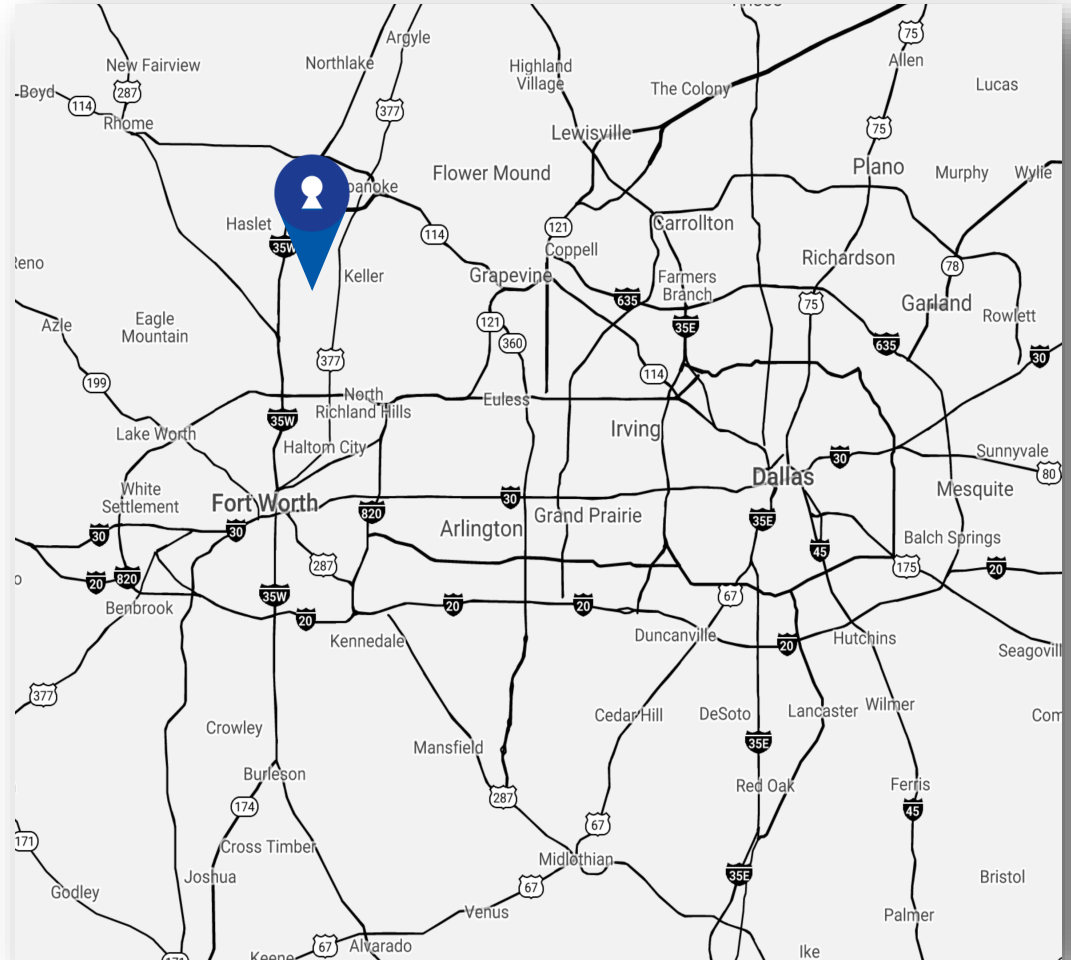 Argyle
75
New Fairview
Northlake
Highland
Village
Allen
Boyd
287
114
The Colony
Lucas
377
Rhome
Lewisville
75
Flower Mound
Plano
Murphy
Wylie
Haslet
114
121
Carrollton
35W
Coppell
Richardson
78
Keller
Grapevine
Farmers
Branch
635
75
Garland
Rowlett
Azle
Eagle
Mountain
121
360
35E
635
30
377
114
199
North
Richland Hills
Euless
35W
Lake Worth
Haltom City
Irving
30
Sunnyvale
80
White
Settlement
Fort Worth
30
Dallas
Mesquite
820
Arlington
Grand Prairie
35E
30
30
45
Balch Springs
287
175
20
20
820
35W
67
Benbrook
20
20
20
Kennedale
Duncanville
20
Hutchins
377
Crowley
Cedar Hill
DeSoto
Lancaster
Wilmer
Mansfield
35E
Burleson
287
Red Oak
Ferris
174
45
67
171
Cross Timber
Midlothian
Joshua
35E
Godley
67
Bristol
Venus
Palmer
67
Alvarado
Ike